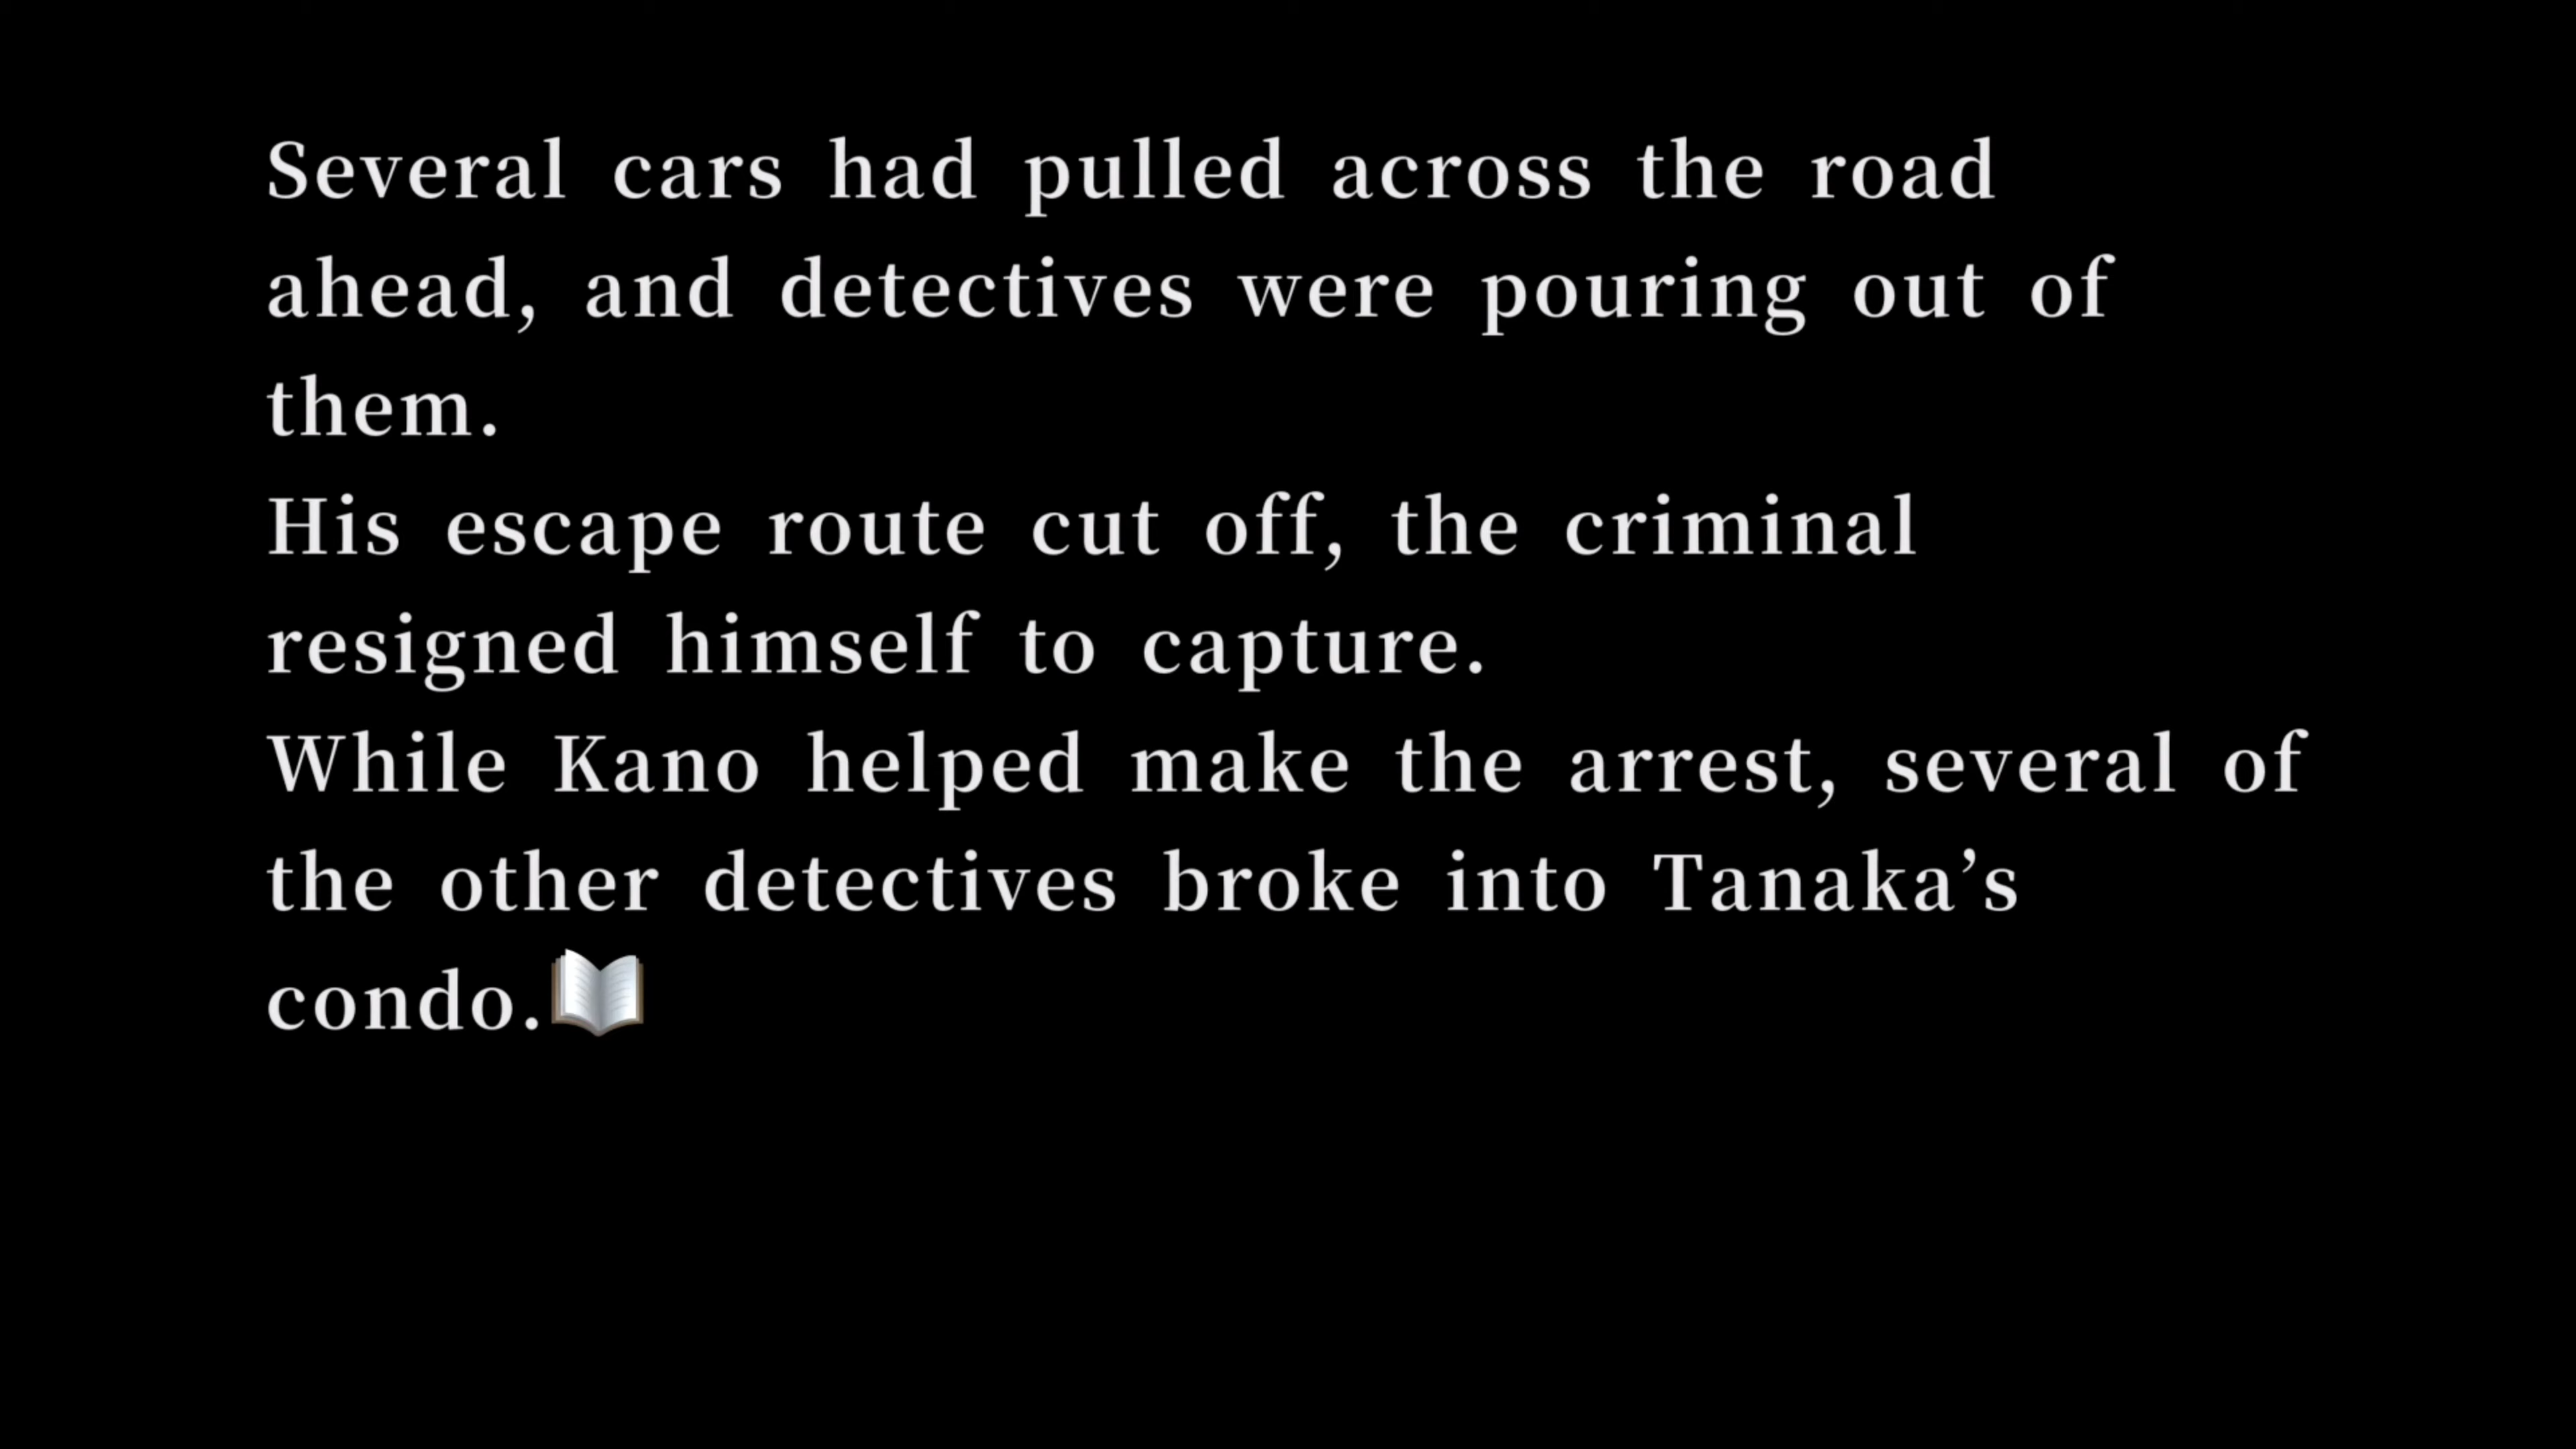 Several cars had pulled across the road
ahead, and detectives were pouring out of
them.
His escape route cut off, the criminal
resigned himself to capture.
While Kano helped make the arrest, several of
the other detectives broke into Tanaka’s
condo.